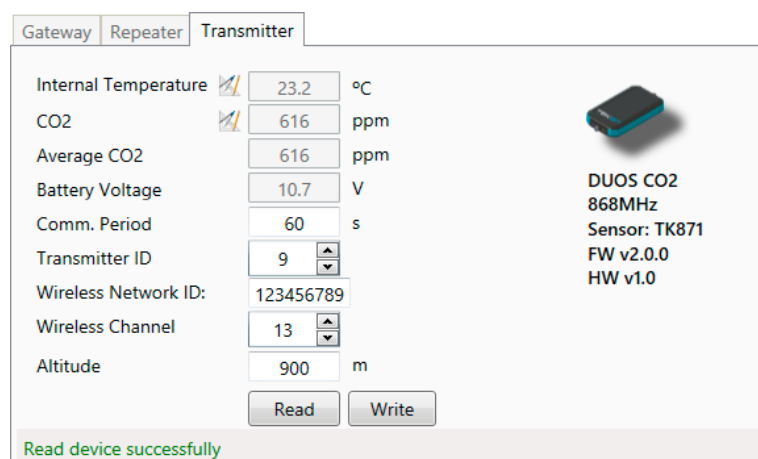 Gateway Repeater Transmitter
Internal Temperature 23.2 ºC
CO2 616 ppm
Average CO2 616 ppm
Battery Voltage 10.7 V
Comm. Period 60 s
Transmitter ID 9
Wireless Network ID: 123456789
Wireless Channel 13
Altitude 900 m
Read Write
Read device successfully
DUOS CO2
868MHz
Sensor: TK871
FW v2.0.0
HW v1.0